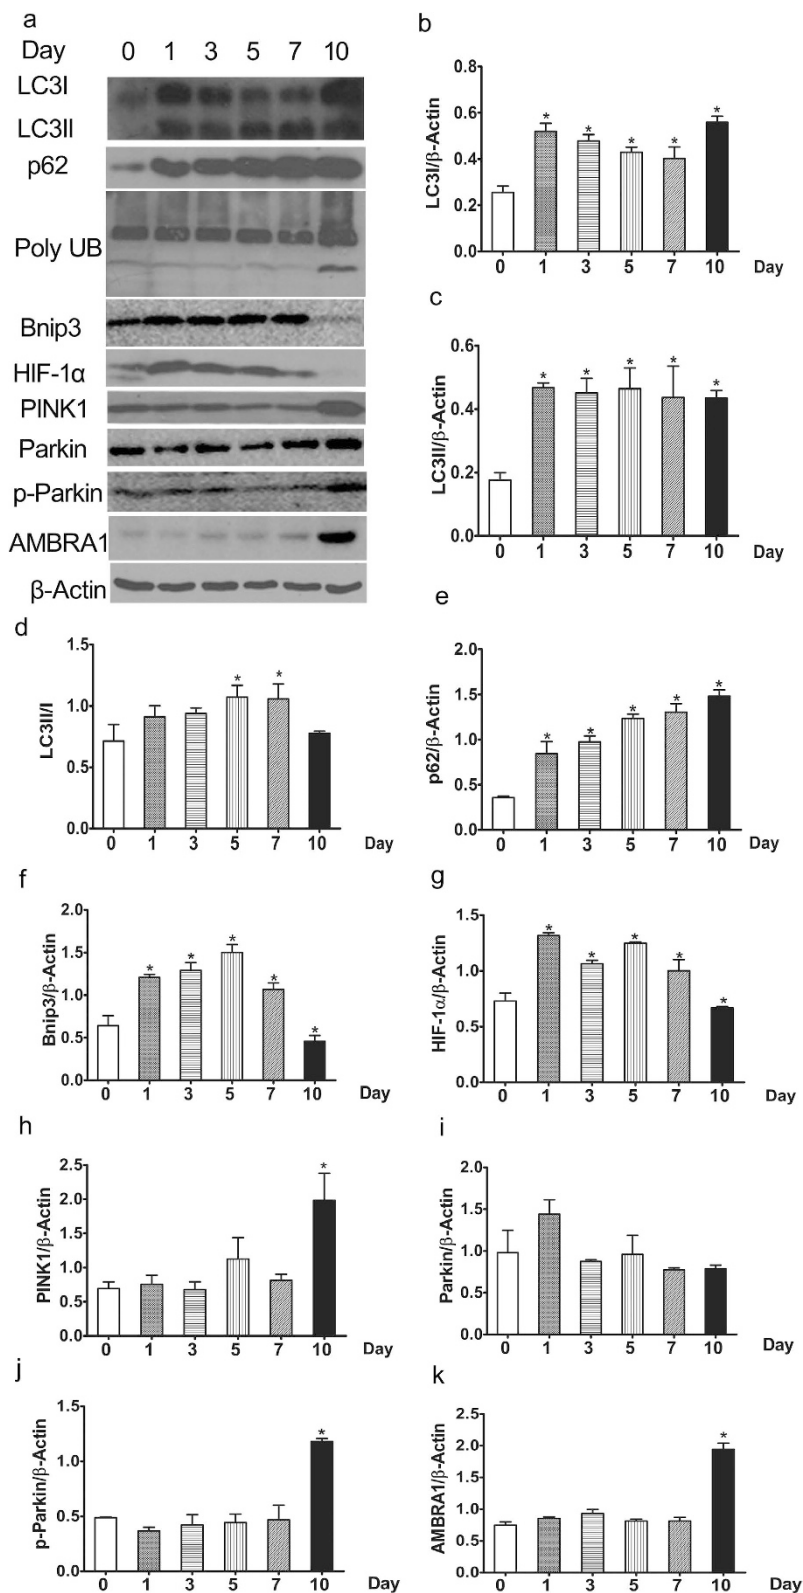 a
Day 0 1 3 5 7 10
LC3I
LC3II
p62
Poly UB
Bnip3
HIF-1α
PINK1
Parkin
p-Parkin
AMBRA1
β-Actin
b
LC3I/β-Actin
0.8
0.6
0.4
0.2
0.0
* * * * *
0 1 3 5 7 10 Day
c
LC3II/β-Actin
0.6
0.4
0.2
0.0
* * * * *
0 1 3 5 7 10 Day
d
LC3II/I
1.5
1.0
0.5
0.0
* *
0 1 3 5 7 10 Day
e
p62/β-Actin
2.0
1.5
1.0
0.5
0.0
* * * * *
0 1 3 5 7 10 Day
f
Bnip3/β-Actin
2.0
1.5
1.0
0.5
0.0
* * * * *
0 1 3 5 7 10 Day
g
HIF-1α/β-Actin
1.5
1.0
0.5
0.0
* * * * *
0 1 3 5 7 10 Day
h
PINK1/β-Actin
2.5
2.0
1.5
1.0
0.5
0.0
*
0 1 3 5 7 10 Day
i
Parkin/β-Actin
2.0
1.5
1.0
0.5
0.0
0 1 3 5 7 10 Day
j
p-Parkin/β-Actin
1.5
1.0
0.5
0.0
*
0 1 3 5 7 10 Day
k
AMBRA1/β-Actin
2.5
2.0
1.5
1.0
0.5
0.0
*
0 1 3 5 7 10 Day